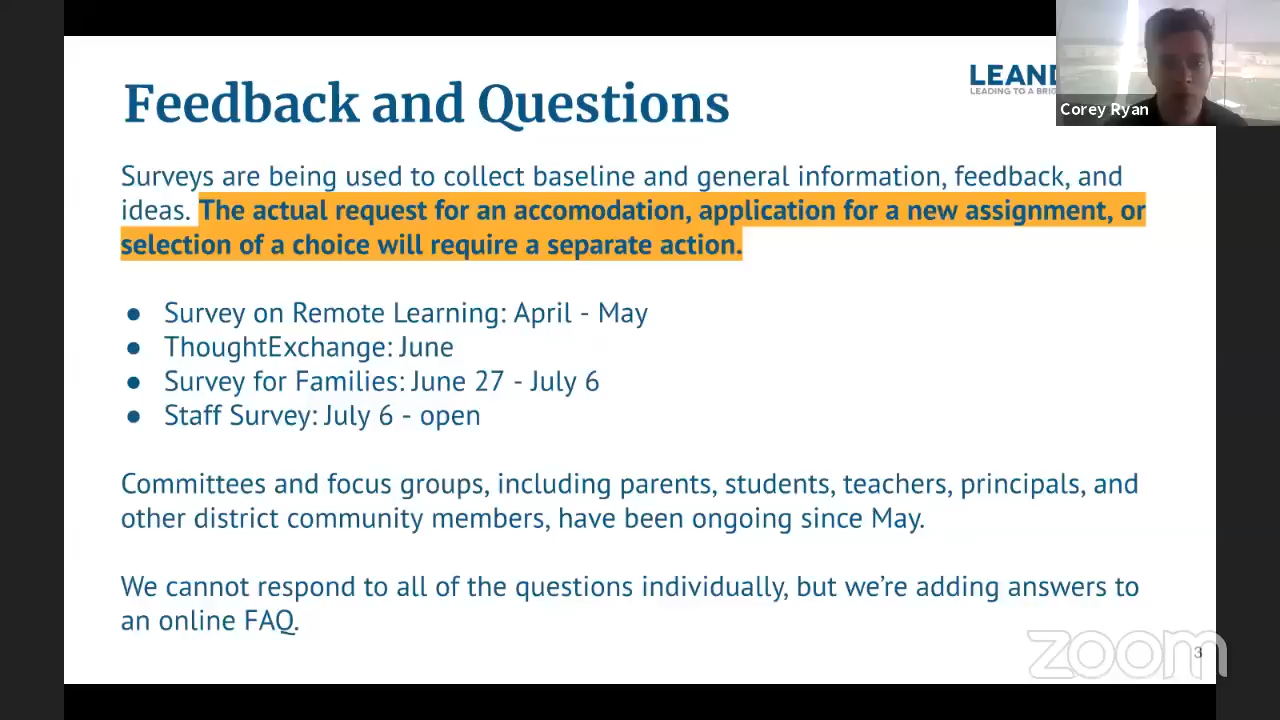 Feedback and Questions
LEAND
LEADING TO A BRIG
Corey Ryan
Surveys are being used to collect baseline and general information, feedback, and
ideas. The actual request for an accomodation, application for a new assignment, or
selection of a choice will require a separate action.
● Survey on Remote Learning: April - May
● ThoughtExchange: June
● Survey for Families: June 27 - July 6
● Staff Survey: July 6 - open
Committees and focus groups, including parents, students, teachers, principals, and
other district community members, have been ongoing since May.
We cannot respond to all of the questions individually, but we’re adding answers to
an online FAQ.
zoom
3